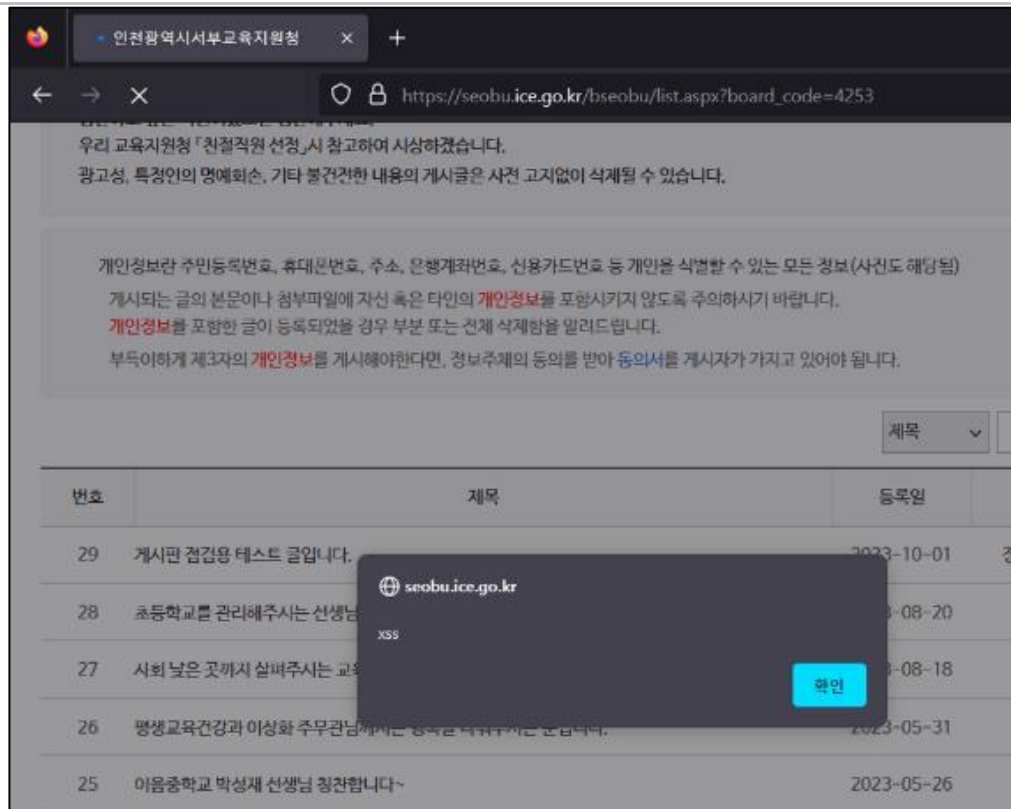 인천광역시서부교육지원청
https://seobu.ice.go.kr/bseobu/list.aspx?board_code=4253
우리 교육지원청 「친절직원 선정」시 참고하여 시상하겠습니다.
광고성, 특정인의 명예회손, 기타 불건전한 내용의 게시글은 사전 고지없이 삭제될 수 있습니다.
개인정보란 주민등록번호, 휴대폰번호, 주소, 은행계좌번호, 신용카드번호 등 개인을 식별할 수 있는 모든 정보(사진도 해당됨)
게시되는 글의 본문이나 첨부파일에 자신 혹은 타인의 개인정보를 포함시키지 않도록 주의하시기 바랍니다.
개인정보를 포함한 글이 등록되었을 경우 부분 또는 전체 삭제함을 알려드립니다.
부득이하게 제3자의 개인정보를 게시해야한다면, 정보주체의 동의를 받아 동의서를 게시자가 가지고 있어야 됩니다.
제목
번호 제목 등록일
29 게시판 점검용 테스트 글입니다. 2023-10-01
seobu.ice.go.kr
28 초등학교를 관리해주시는 선생님 -08-20
xss
27 사회 낮은 곳까지 살펴주시는 교육 -08-18
확인
26 평생교육건강과 이상화 주무관님께서는 2023-05-31
25 이음중학교 박성재 선생님 칭찬합니다~ 2023-05-26